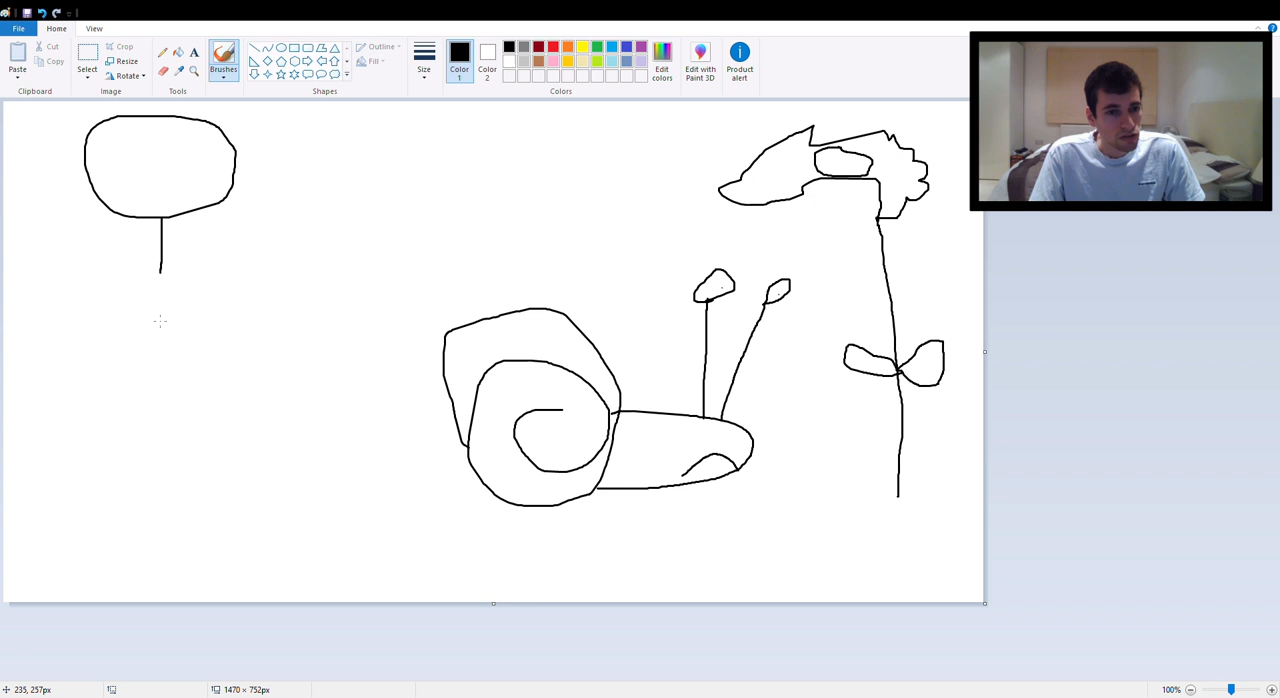 File Home View
Paste Cut Copy Clipboard
Select Crop Resize Rotate Image
Tools
Brushes
Outline Fill Shapes
Size
Color 1 Color 2 Edit colors Colors
Edit with Paint 3D
Product alert
235, 257px 1470 × 752px 100%